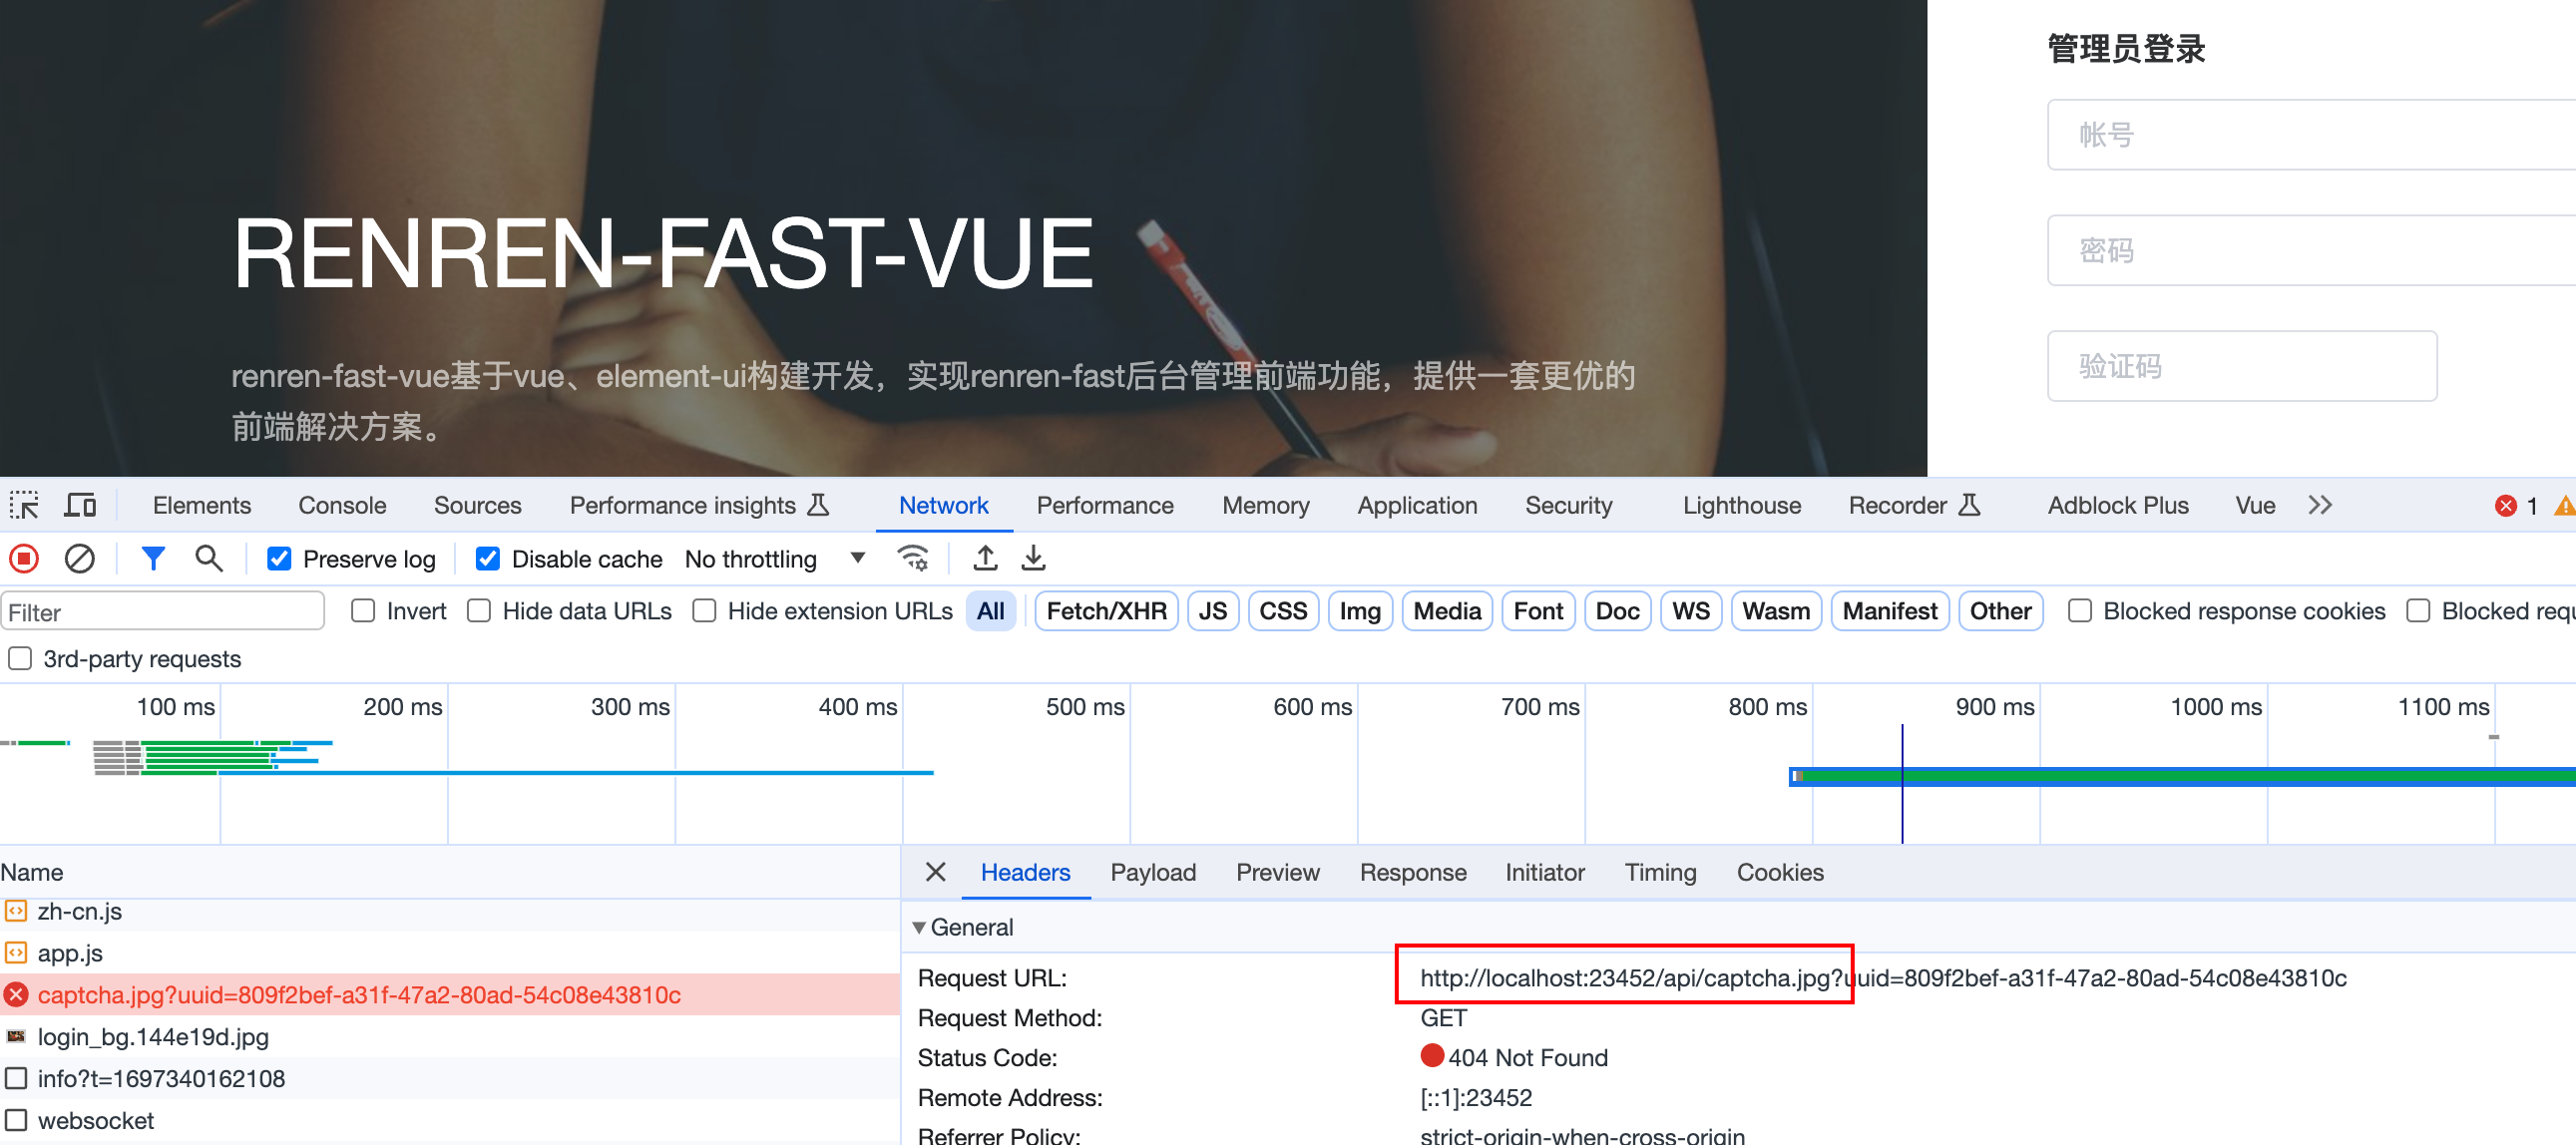 管理员登录
帐号
密码
验证码
RENREN-FAST-VUE
renren-fast-vue基于vue、element-ui构建开发，实现renren-fast后台管理前端功能，提供一套更优的
前端解决方案。
Elements Console Sources Performance insights Network Performance Memory Application Security Lighthouse Recorder Adblock Plus Vue 1
Preserve log Disable cache No throttling
Filter Invert Hide data URLs Hide extension URLs All Fetch/XHR JS CSS Img Media Font Doc WS Wasm Manifest Other Blocked response cookies Blocked requ
3rd-party requests
100 ms 200 ms 300 ms 400 ms 500 ms 600 ms 700 ms 800 ms 900 ms 1000 ms 1100 ms
Name
zh-cn.js
app.js
captcha.jpg?uuid=809f2bef-a31f-47a2-80ad-54c08e43810c
login_bg.144e19d.jpg
info?t=1697340162108
websocket
Headers Payload Preview Response Initiator Timing Cookies
General
Request URL: http://localhost:23452/api/captcha.jpg?uuid=809f2bef-a31f-47a2-80ad-54c08e43810c
Request Method: GET
Status Code: 404 Not Found
Remote Address: [::1]:23452
Referrer Policy: strict-origin-when-cross-origin